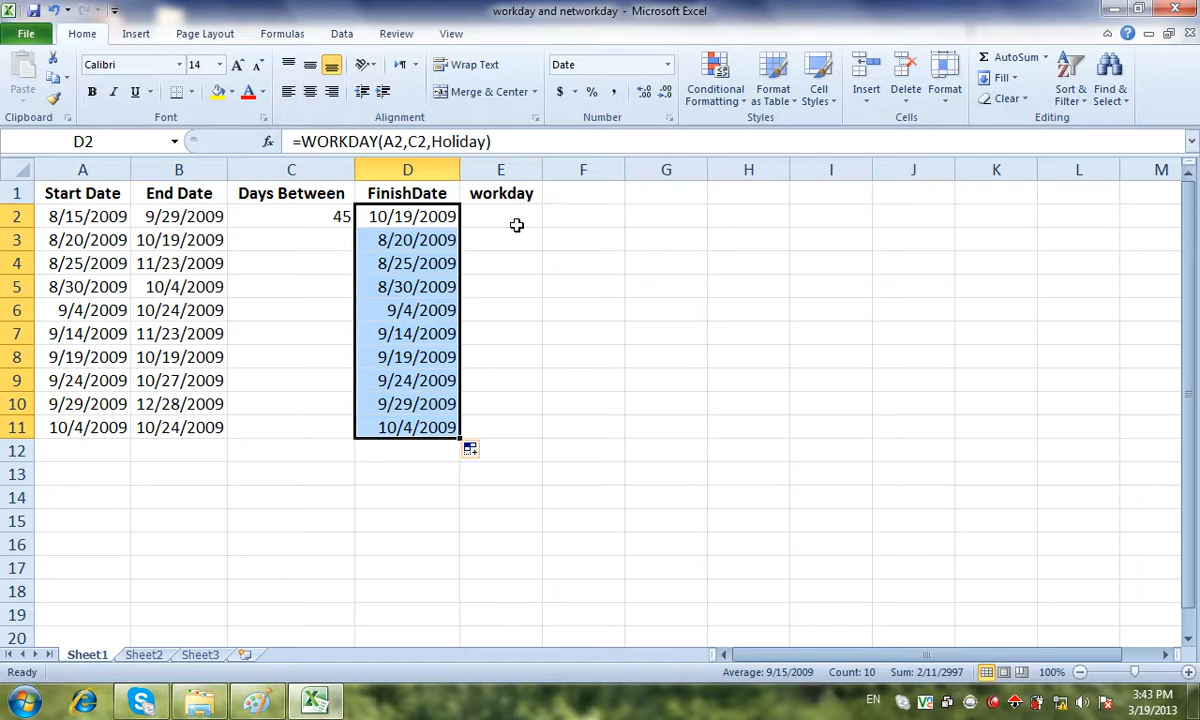 workday and networkday - Microsoft Excel
File Home Insert Page Layout Formulas Data Review View
Paste
Clipboard
Calibri 14
B I U
A A
Font
Wrap Text
Merge & Center
Alignment
Date
$ % ,
Number
Conditional Formatting
Format as Table
Cell Styles
Styles
Insert Delete Format
Cells
AutoSum
Fill
Clear
Sort & Filter
Find & Select
Editing
D2 fx =WORKDAY(A2,C2,Holiday)
A B C D E F G H I J K L M
1 Start Date End Date Days Between FinishDate workday
2 8/15/2009 9/29/2009 45 10/19/2009
3 8/20/2009 10/19/2009 8/20/2009
4 8/25/2009 11/23/2009 8/25/2009
5 8/30/2009 10/4/2009 8/30/2009
6 9/4/2009 10/24/2009 9/4/2009
7 9/14/2009 11/23/2009 9/14/2009
8 9/19/2009 10/19/2009 9/19/2009
9 9/24/2009 10/27/2009 9/24/2009
10 9/29/2009 12/28/2009 9/29/2009
11 10/4/2009 10/24/2009 10/4/2009
12
13
14
15
16
17
18
19
20
Sheet1 Sheet2 Sheet3
Ready Average: 9/15/2009 Count: 10 Sum: 2/11/2997 100%
EN 3:43 PM
3/19/2013